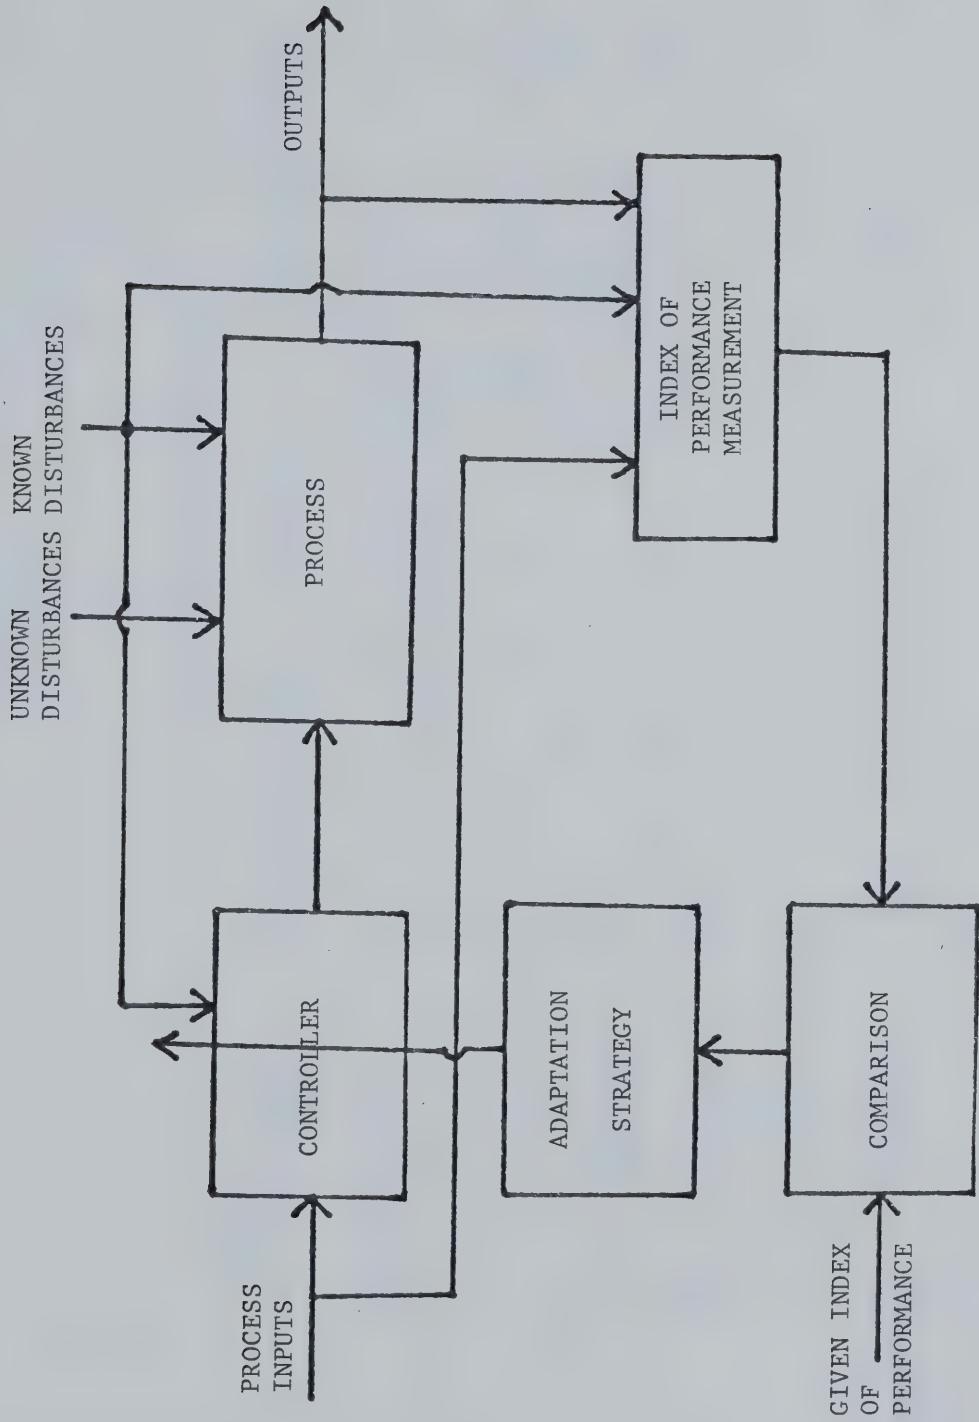 UNKNOWN
DISTURBANCES
KNOWN
DISTURBANCES
PROCESS
INPUTS
CONTROLLER
PROCESS
OUTPUTS
ADAPTATION
STRATEGY
INDEX OF
PERFORMANCE
MEASUREMENT
GIVEN INDEX
OF
PERFORMANCE
COMPARISON